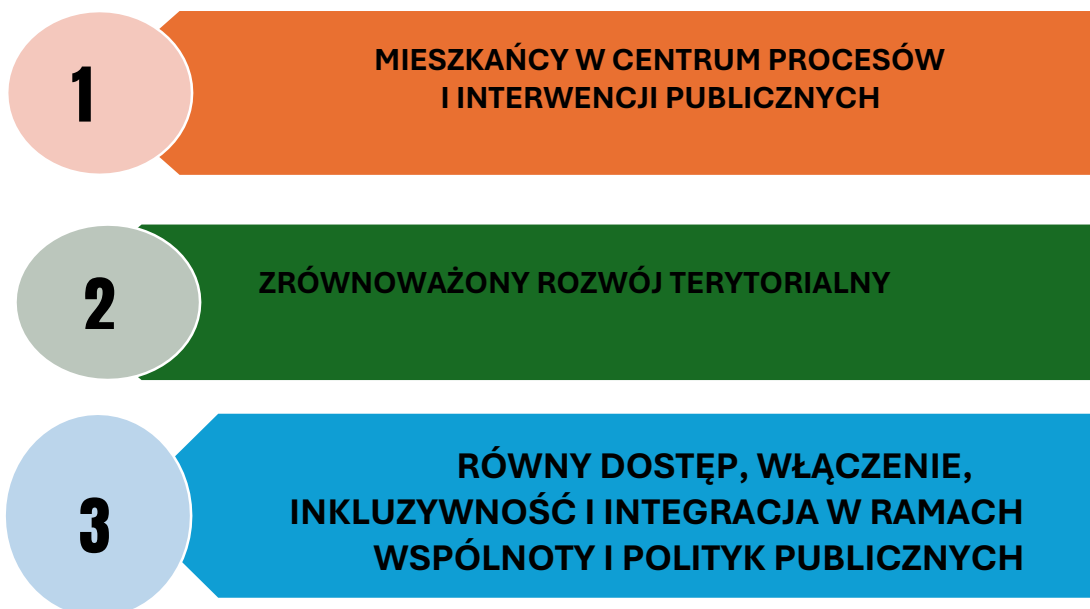 1
MIESZKAŃCY W CENTRUM PROCESÓW
I INTERWENCJI PUBLICZNYCH
2
ZRÓWNOWAŻONY ROZWÓJ TERYTORIALNY
3
RÓWNY DOSTĘP, WŁĄCZENIE,
INKLUZYWNOŚĆ I INTEGRACJA W RAMACH
WSPÓLNOTY I POLITYK PUBLICZNYCH